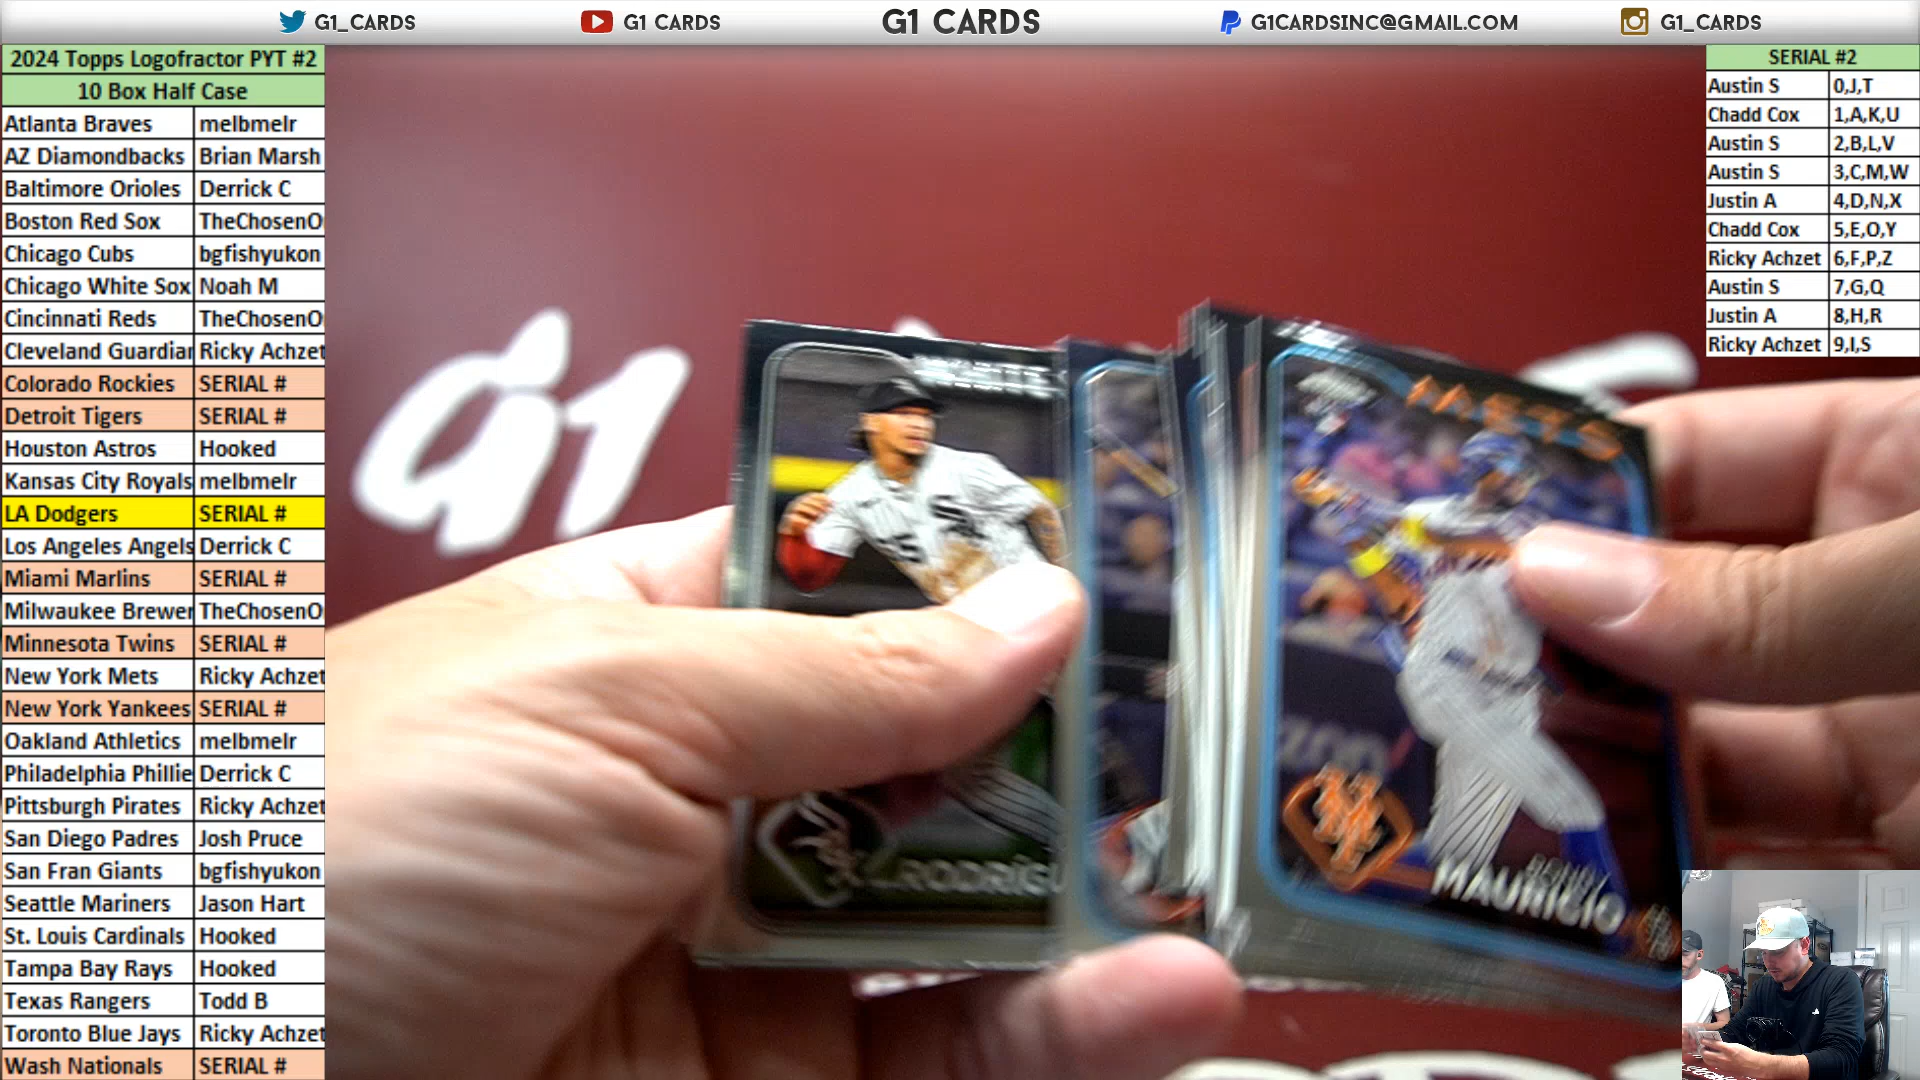 G1_CARDS G1 CARDS G1 CARDS G1CARDSINC@GMAIL.COM G1_CARDS
2024 Topps Logofractor PYT #2
10 Box Half Case
Atlanta Braves melbmelr
AZ Diamondbacks Brian Marsh
Baltimore Orioles Derrick C
Boston Red Sox TheChosenO
Chicago Cubs bgfishyukon
Chicago White Sox Noah M
Cincinnati Reds TheChosenO
Cleveland Guardian Ricky Achzet
Colorado Rockies SERIAL #
Detroit Tigers SERIAL #
Houston Astros Hooked
Kansas City Royals melbmelr
LA Dodgers SERIAL #
Los Angeles Angels Derrick C
Miami Marlins SERIAL #
Milwaukee Brewer TheChosenO
Minnesota Twins SERIAL #
New York Mets Ricky Achzet
New York Yankees SERIAL #
Oakland Athletics melbmelr
Philadelphia Phillie Derrick C
Pittsburgh Pirates Ricky Achzet
San Diego Padres Josh Pruce
San Fran Giants bgfishyukon
Seattle Mariners Jason Hart
St. Louis Cardinals Hooked
Tampa Bay Rays Hooked
Texas Rangers Todd B
Toronto Blue Jays Ricky Achzet
Wash Nationals SERIAL #
SERIAL #2
Austin S 0,J,T
Chadd Cox 1,A,K,U
Austin S 2,B,L,V
Austin S 3,C,M,W
Justin A 4,D,N,X
Chadd Cox 5,E,O,Y
Ricky Achzet 6,F,P,Z
Austin S 7,G,Q
Justin A 8,H,R
Ricky Achzet 9,I,S
G1
METS
RODRÍGU
RONNY
MAURICIO